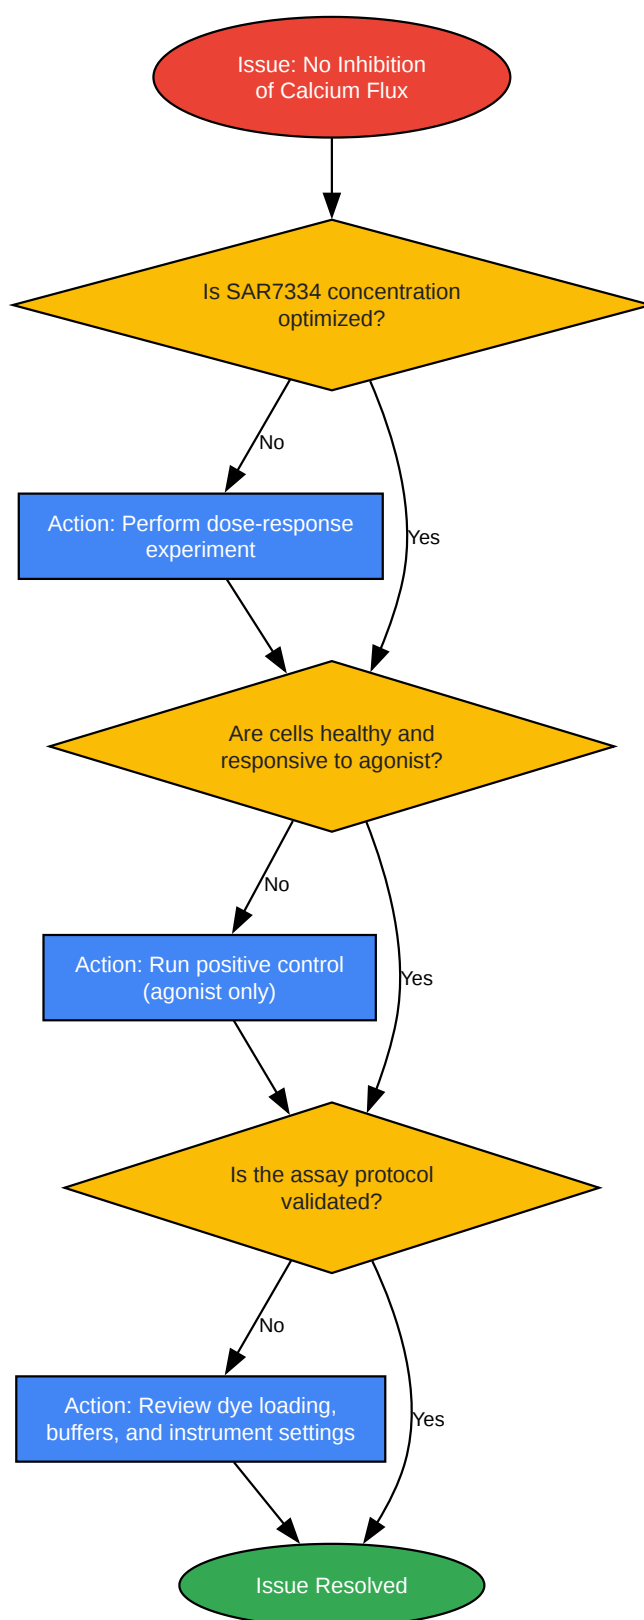 Issue: No Inhibition
of Calcium Flux
Is SAR7334 concentration
optimized?
No
Action: Perform dose-response
experiment
Yes
Are cells healthy and
responsive to agonist?
No
Action: Run positive control
(agonist only)
Yes
Is the assay protocol
validated?
No
Action: Review dye loading,
buffers, and instrument settings
Yes
Issue Resolved